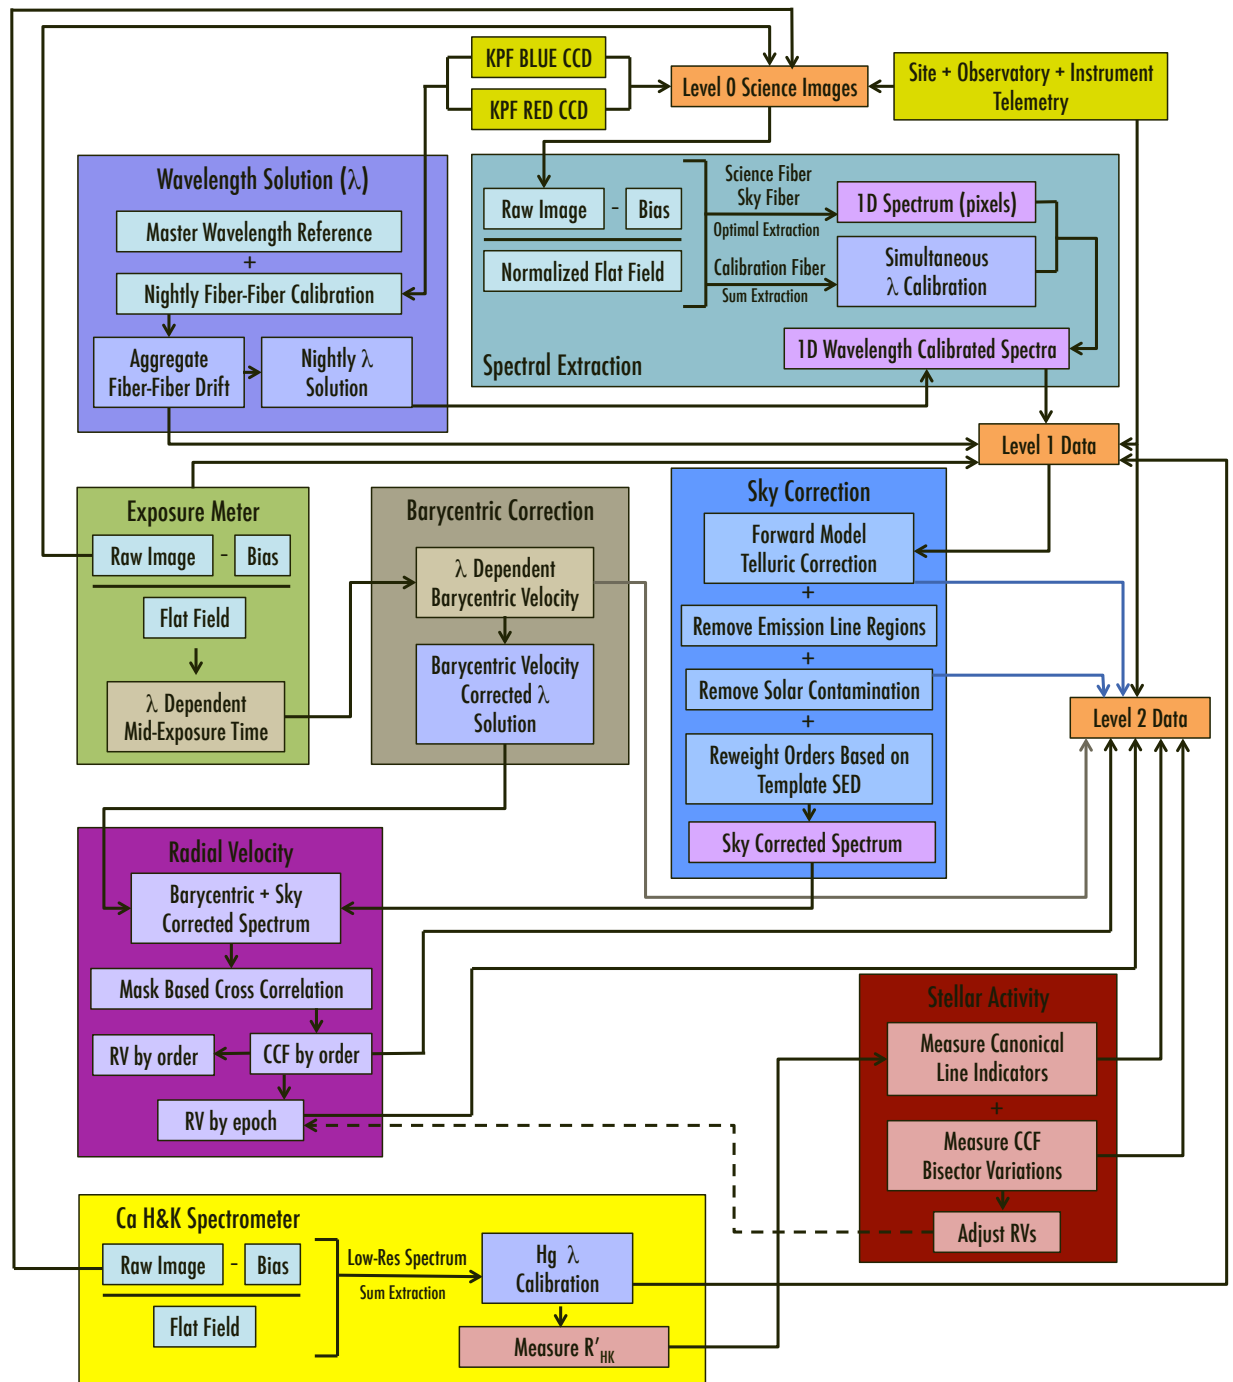 KPF BLUE CCD
KPF RED CCD
Level 0 Science Images
Site + Observatory + Instrument
Telemetry
Wavelength Solution (λ)
Master Wavelength Reference
+
Nightly Fiber-Fiber Calibration
Aggregate
Fiber-Fiber Drift
Nightly λ
Solution
Raw Image - Bias
Normalized Flat Field
Science Fiber
Sky Fiber
Optimal Extraction
Calibration Fiber
Sum Extraction
1D Spectrum (pixels)
Simultaneous
λ Calibration
1D Wavelength Calibrated Spectra
Spectral Extraction
Level 1 Data
Exposure Meter
Raw Image - Bias
Flat Field
λ Dependent
Mid-Exposure Time
Barycentric Correction
λ Dependent
Barycentric Velocity
Barycentric Velocity
Corrected λ
Solution
Sky Correction
Forward Model
Telluric Correction
+
Remove Emission Line Regions
+
Remove Solar Contamination
+
Reweight Orders Based on
Template SED
Sky Corrected Spectrum
Level 2 Data
Radial Velocity
Barycentric + Sky
Corrected Spectrum
Mask Based Cross Correlation
RV by order
CCF by order
RV by epoch
Stellar Activity
Measure Canonical
Line Indicators
+
Measure CCF
Bisector Variations
Adjust RVs
Ca H&K Spectrometer
Raw Image - Bias
Flat Field
Low-Res Spectrum
Sum Extraction
Hg λ
Calibration
Measure R'HK